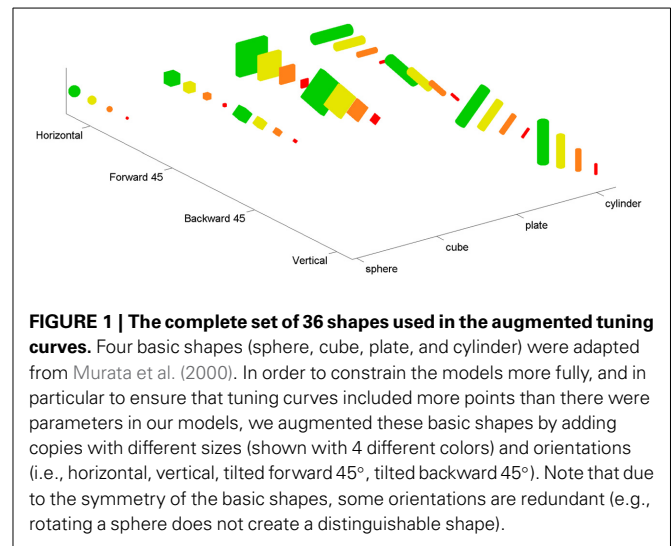 Horizontal
Forward 45
Backward 45
Vertical
sphere
cube
plate
cylinder
FIGURE 1 | The complete set of 36 shapes used in the augmented tuning
curves. Four basic shapes (sphere, cube, plate, and cylinder) were adapted
from Murata et al. (2000). In order to constrain the models more fully, and in
particular to ensure that tuning curves included more points than there were
parameters in our models, we augmented these basic shapes by adding
copies with different sizes (shown with 4 different colors) and orientations
(i.e., horizontal, vertical, tilted forward 45°, tilted backward 45°). Note that due
to the symmetry of the basic shapes, some orientations are redundant (e.g.,
rotating a sphere does not create a distinguishable shape).